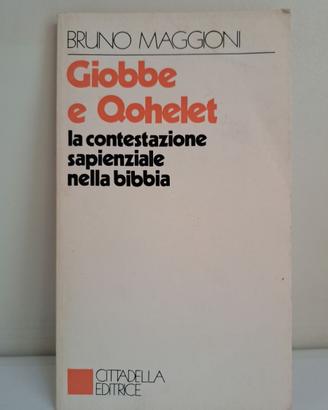 BRUNO MAGGIONI
Giobbe
e Qohelet
la contestazione
sapienziale
nella bibbia
CITTADELLA
EDITRICE